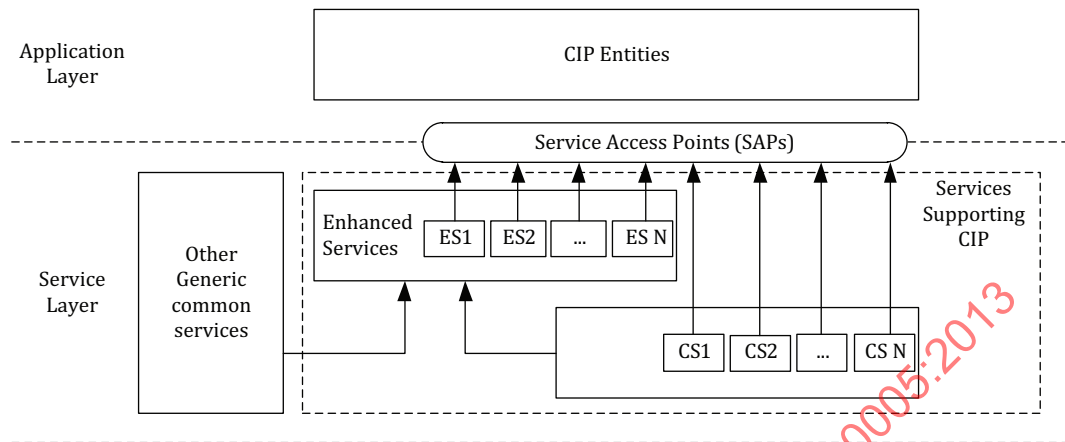 Application
Layer
CIP Entities
Service Access Points (SAPs)
Services
Supporting
CIP
Enhanced
Services
ES1
ES2
...
ES N
Other
Generic
common
services
Service
Layer
CS1
CS2
...
CS N
0005:2013